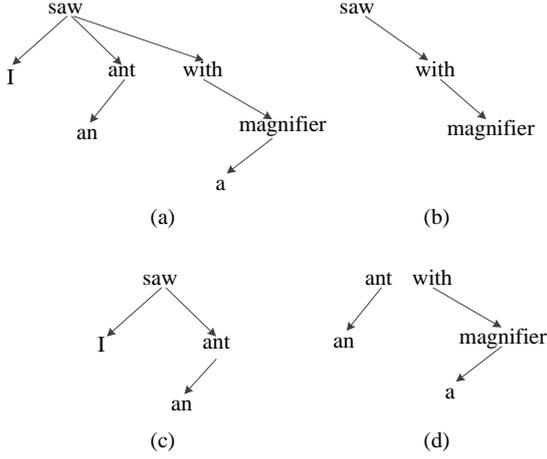 saw
I ant with
an magnifier
a
(a)
saw
with
magnifier
(b)
saw
I ant
an
(c)
ant with
an magnifier
a
(d)